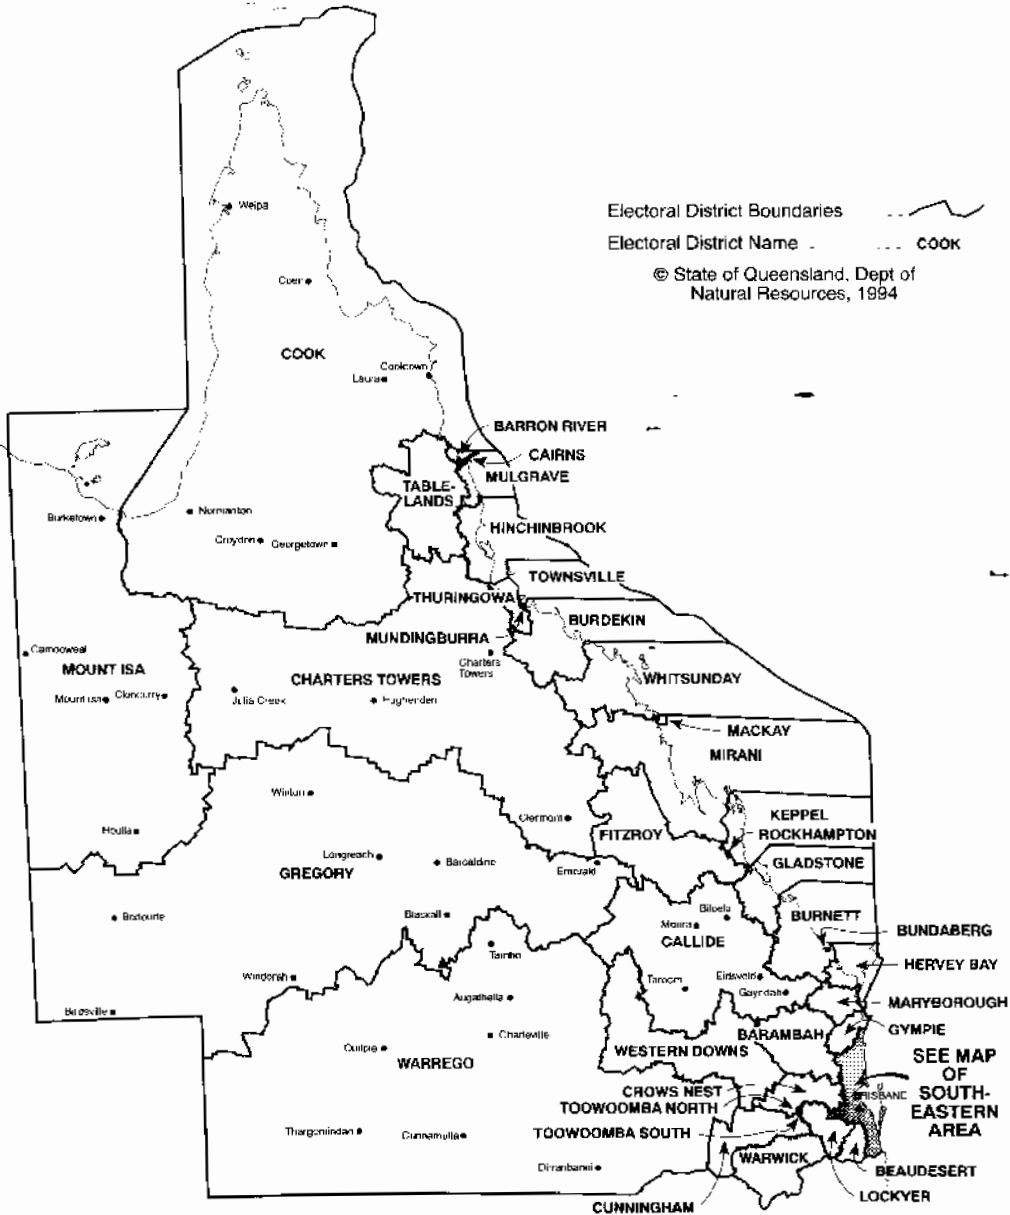 Weipa
Electoral District Boundaries
Electoral District Name COOK
© State of Queensland, Dept of
Natural Resources, 1994
Coen
COOK
Cooktown
Laura
BARRON RIVER
CAIRNS
MULGRAVE
TABLE-
LANDS
Burketown
Normanton
HINCHINBROOK
Croydon
Georgetown
TOWNSVILLE
THURINGOWA
BURDEKIN
MUNDINGBURRA
Camooweal
Charters
Towers
MOUNT ISA
CHARTERS TOWERS
WHITSUNDAY
Mount Isa
Cloncurry
Julia Creek
Hughenden
MACKAY
MIRANI
Winton
Clermont
KEPPEL
Boulia
FITZROY
ROCKHAMPTON
Longreach
Barcaldine
GLADSTONE
GREGORY
Emerald
Bedourie
Blackall
Biloela
Moura
BURNETT
CALLIDE
BUNDABERG
Tambo
HERVEY BAY
Windorah
Taroom
Eidsvold
Gayndah
Augathella
MARYBOROUGH
Birdsville
Charleville
BARAMBAH
GYMPIE
Quilpie
WESTERN DOWNS
WARREGO
SEE MAP
OF
SOUTH-
EASTERN
AREA
CROWS NEST
BRISBANE
TOOWOOMBA NORTH
Thargomindah
Cunnamulla
TOOWOOMBA SOUTH
WARWICK
Dirranbandi
BEAUDESERT
LOCKYER
CUNNINGHAM